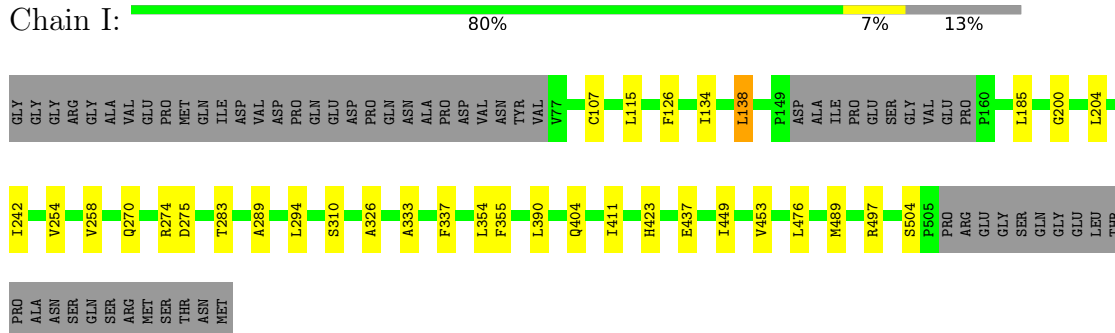 Chain I:
80% 7% 13%
GLY GLY GLY ARG GLY ALA VAL GLU PRO MET GLN ILE ASP VAL ASP PRO GLN GLU ASP PRO GLN ASN ALA PRO ASP VAL ASN TYR VAL V77 C107 L115 F126 I134 L138 P149 ASP ALA ILE PRO GLU SER GLY VAL GLU PRO P160 L185 G200 L204
I242 V254 V258 Q270 R274 D275 T283 A289 L294 S310 A326 A333 F337 L354 F355 L390 Q404 I411 H423 E437 I449 V453 L476 M489 R497 S504 P505 PRO ARG GLU GLY SER GLN GLY GLU LEU THR
PRO ALA ASN SER GLN SER ARG MET SER THR ASN MET